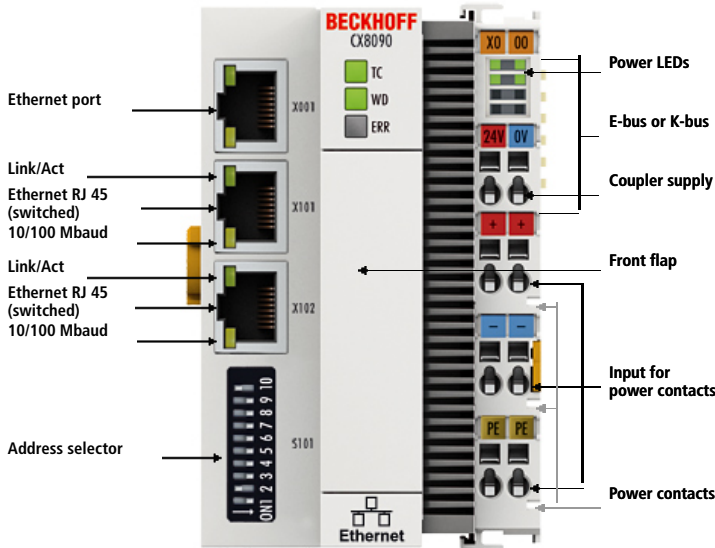 BECKHOFF
CX8090
TC
WD
ERR
X0 00
24V 0V
+ +
− −
PE PE
X001
X101
X102
S101
ON 1 2 3 4 5 6 7 8 9 10
Ethernet
Ethernet port
Link/Act
Ethernet RJ 45
(switched)
10/100 Mbaud
Link/Act
Ethernet RJ 45
(switched)
10/100 Mbaud
Address selector
Power LEDs
E-bus or K-bus
Coupler supply
Front flap
Input for
power contacts
Power contacts